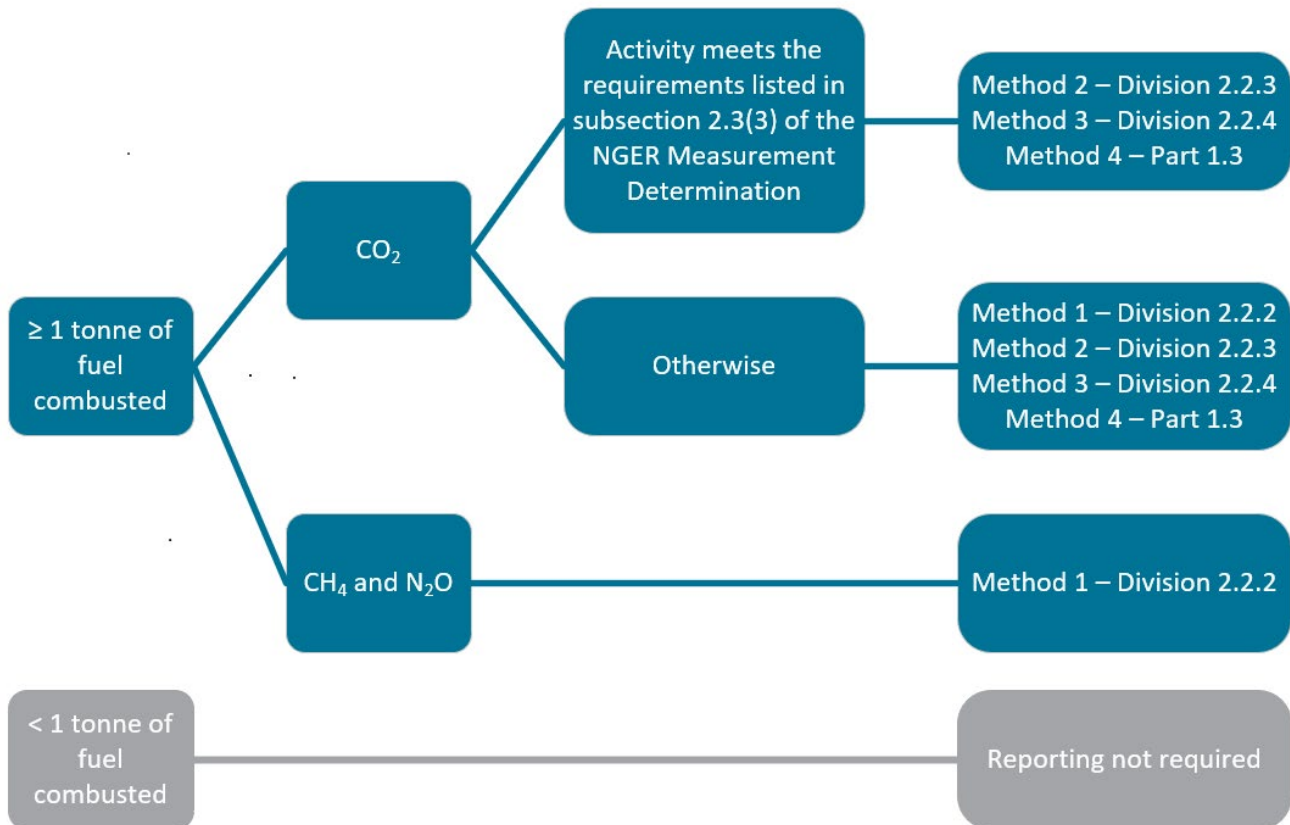 Activity meets the
requirements listed in
subsection 2.3(3) of the
NGER Measurement
Determination
Method 2 – Division 2.2.3
Method 3 – Division 2.2.4
Method 4 – Part 1.3
CO₂
≥ 1 tonne of
fuel
combusted
Otherwise
Method 1 – Division 2.2.2
Method 2 – Division 2.2.3
Method 3 – Division 2.2.4
Method 4 – Part 1.3
CH₄ and N₂O
Method 1 – Division 2.2.2
< 1 tonne of
fuel
combusted
Reporting not required